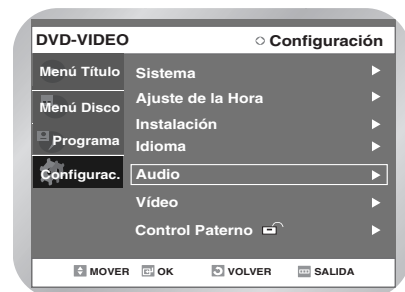 DVD-VIDEO
Configuración
Menú Título
Menú Disco
Programa
Configurac.
Sistema
Ajuste de la Hora
Instalación
Idioma
Audio
Vídeo
Control Paterno
MOVER OK VOLVER SALIDA